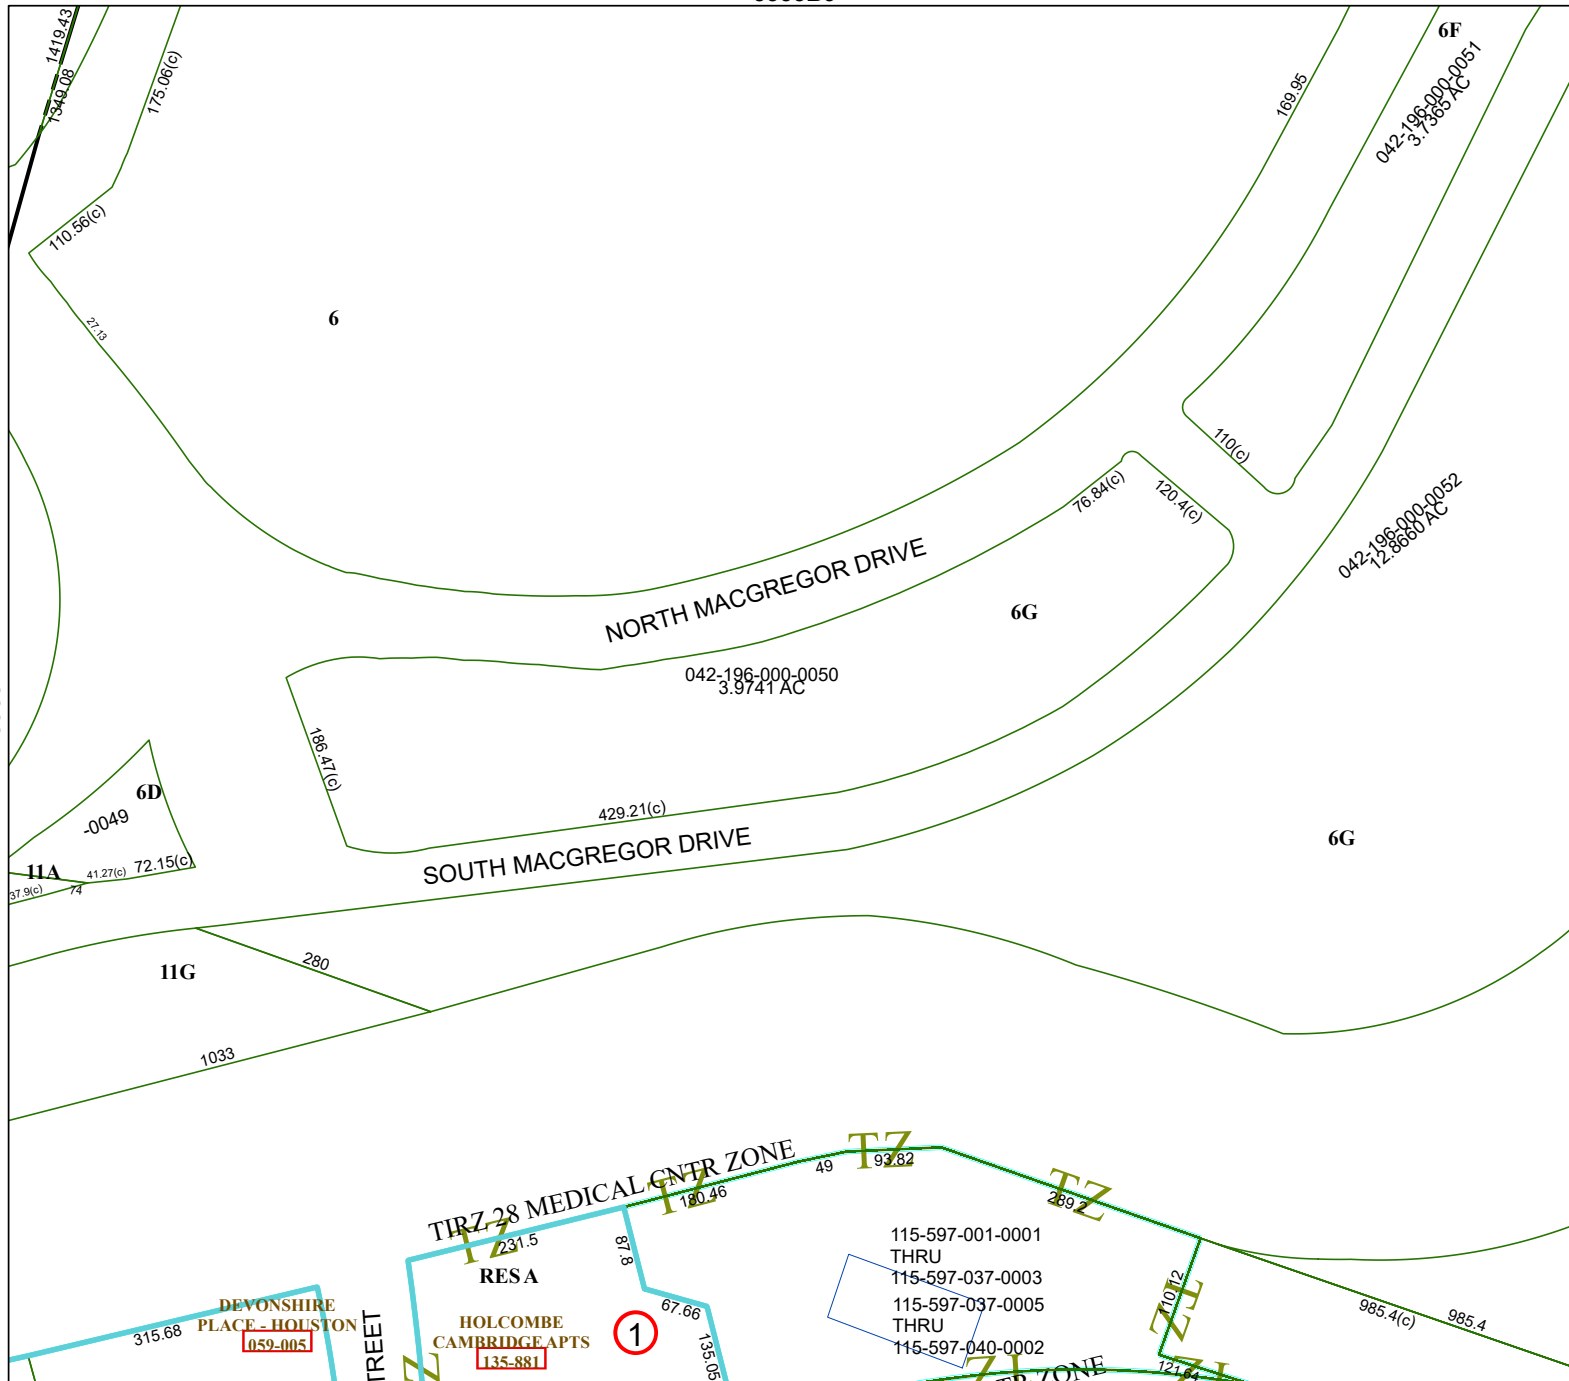 1419.43
1349.08
175.06(c)
110.56(c)
27.13
6
169.95
6F
042-196-000-0051
3.7365 AC
110(c)
76.84(c)
120.4(c)
042-196-000-0052
12.8660 AC
NORTH MACGREGOR DRIVE
6G
042-196-000-0050
3.9741 AC
186.47(c)
429.21(c)
SOUTH MACGREGOR DRIVE
6G
6D
-0049
11A
41.27(c)
72.15(c)
37.9(c)
74
11G
280
1033
TIRZ 28 MEDICAL CNTR ZONE
TZ
TZ
TZ
TZ
231.5
180.46
49
93.82
289.2
87.8
RES A
67.66
135.05
115-597-001-0001
THRU
115-597-037-0003
115-597-037-0005
THRU
115-597-040-0002
110.12
TZ
985.4(c)
985.4
121.64
DEVONSHIRE
PLACE - HOUSTON
059-005
315.68
HOLCOMBE
CAMBRIDGE APTS
135-881
1
ZONE